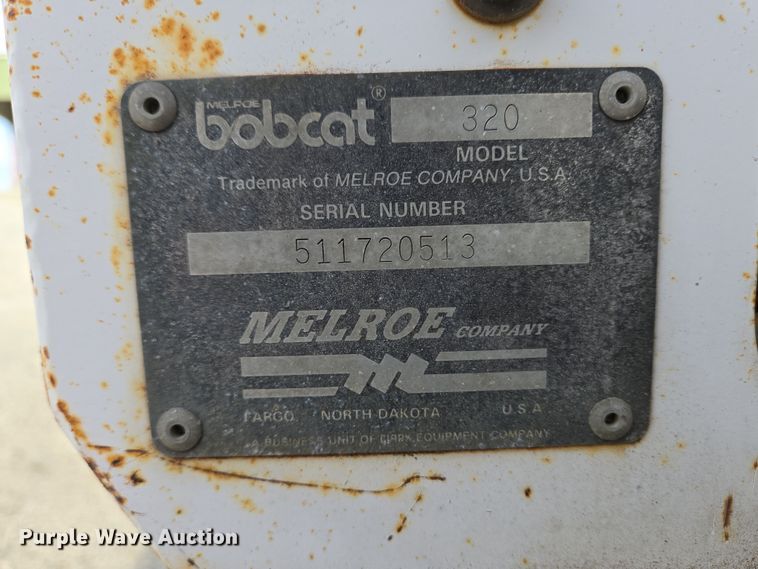 MELROE
bobcat® 320
MODEL
Trademark of MELROE COMPANY, U.S.A.
SERIAL NUMBER
511720513
MELROE COMPANY
FARGO, NORTH DAKOTA U S A
A BUSINESS UNIT OF CLARK EQUIPMENT COMPANY
Purple Wave Auction®